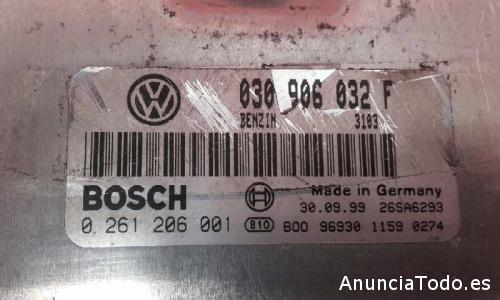 030 906 032 F
BENZIN 3103
BOSCH
Made in Germany
30.09.99 26SA6293
0 261 206 001 B10 B00 96930 1159 0274
AnunciaTodo.es